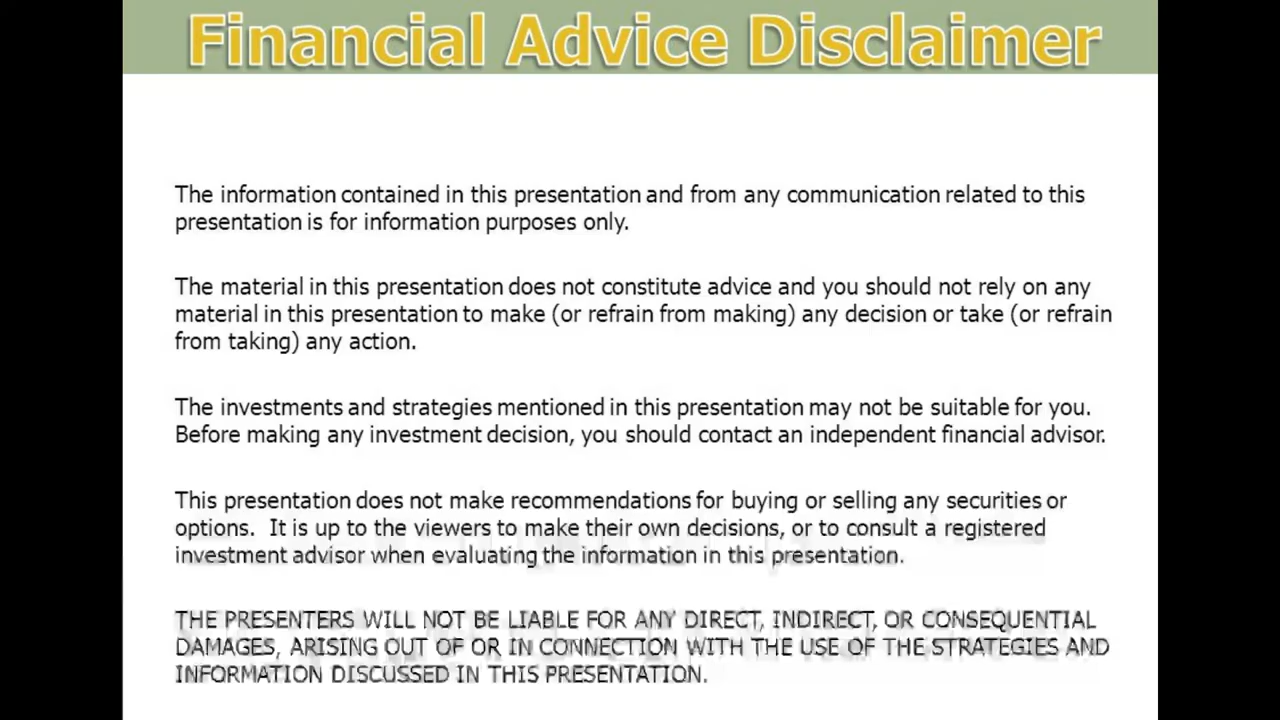 Financial Advice Disclaimer
The information contained in this presentation and from any communication related to this
presentation is for information purposes only.
The material in this presentation does not constitute advice and you should not rely on any
material in this presentation to make (or refrain from making) any decision or take (or refrain
from taking) any action.
The investments and strategies mentioned in this presentation may not be suitable for you.
Before making any investment decision, you should contact an independent financial advisor.
This presentation does not make recommendations for buying or selling any securities or
options.  It is up to the viewers to make their own decisions, or to consult a registered
investment advisor when evaluating the information in this presentation.
THE PRESENTERS WILL NOT BE LIABLE FOR ANY DIRECT, INDIRECT, OR CONSEQUENTIAL
DAMAGES, ARISING OUT OF OR IN CONNECTION WITH THE USE OF THE STRATEGIES AND
INFORMATION DISCUSSED IN THIS PRESENTATION.